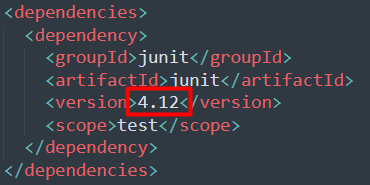 <dependencies>
<dependency>
<groupId>junit</groupId>
<artifactId>junit</artifactId>
<version>4.12</version>
<scope>test</scope>
</dependency>
</dependencies>